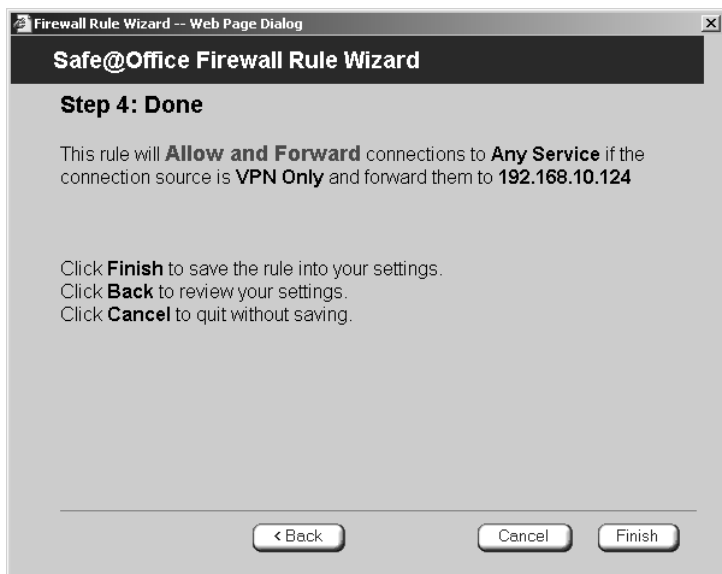 Firewall Rule Wizard -- Web Page Dialog
Safe@Office Firewall Rule Wizard
Step 4: Done
This rule will Allow and Forward connections to Any Service if the
connection source is VPN Only and forward them to 192.168.10.124
Click Finish to save the rule into your settings.
Click Back to review your settings.
Click Cancel to quit without saving.
< Back
Cancel
Finish